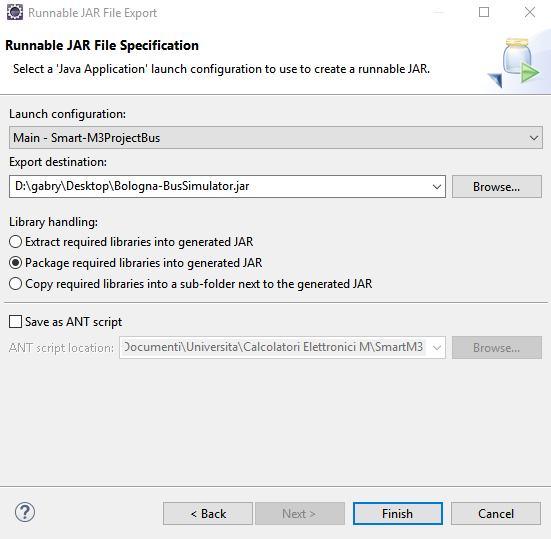 Runnable JAR File Export
Runnable JAR File Specification
Select a 'Java Application' launch configuration to use to create a runnable JAR.
Launch configuration:
Main - Smart-M3ProjectBus
Export destination:
D:\gabry\Desktop\Bologna-BusSimulator.jar
Browse...
Library handling:
Extract required libraries into generated JAR
Package required libraries into generated JAR
Copy required libraries into a sub-folder next to the generated JAR
Save as ANT script
ANT script location:
Documenti\Universita\Calcolatori Elettronici M\SmartM3
Browse...
?
< Back
Next >
Finish
Cancel